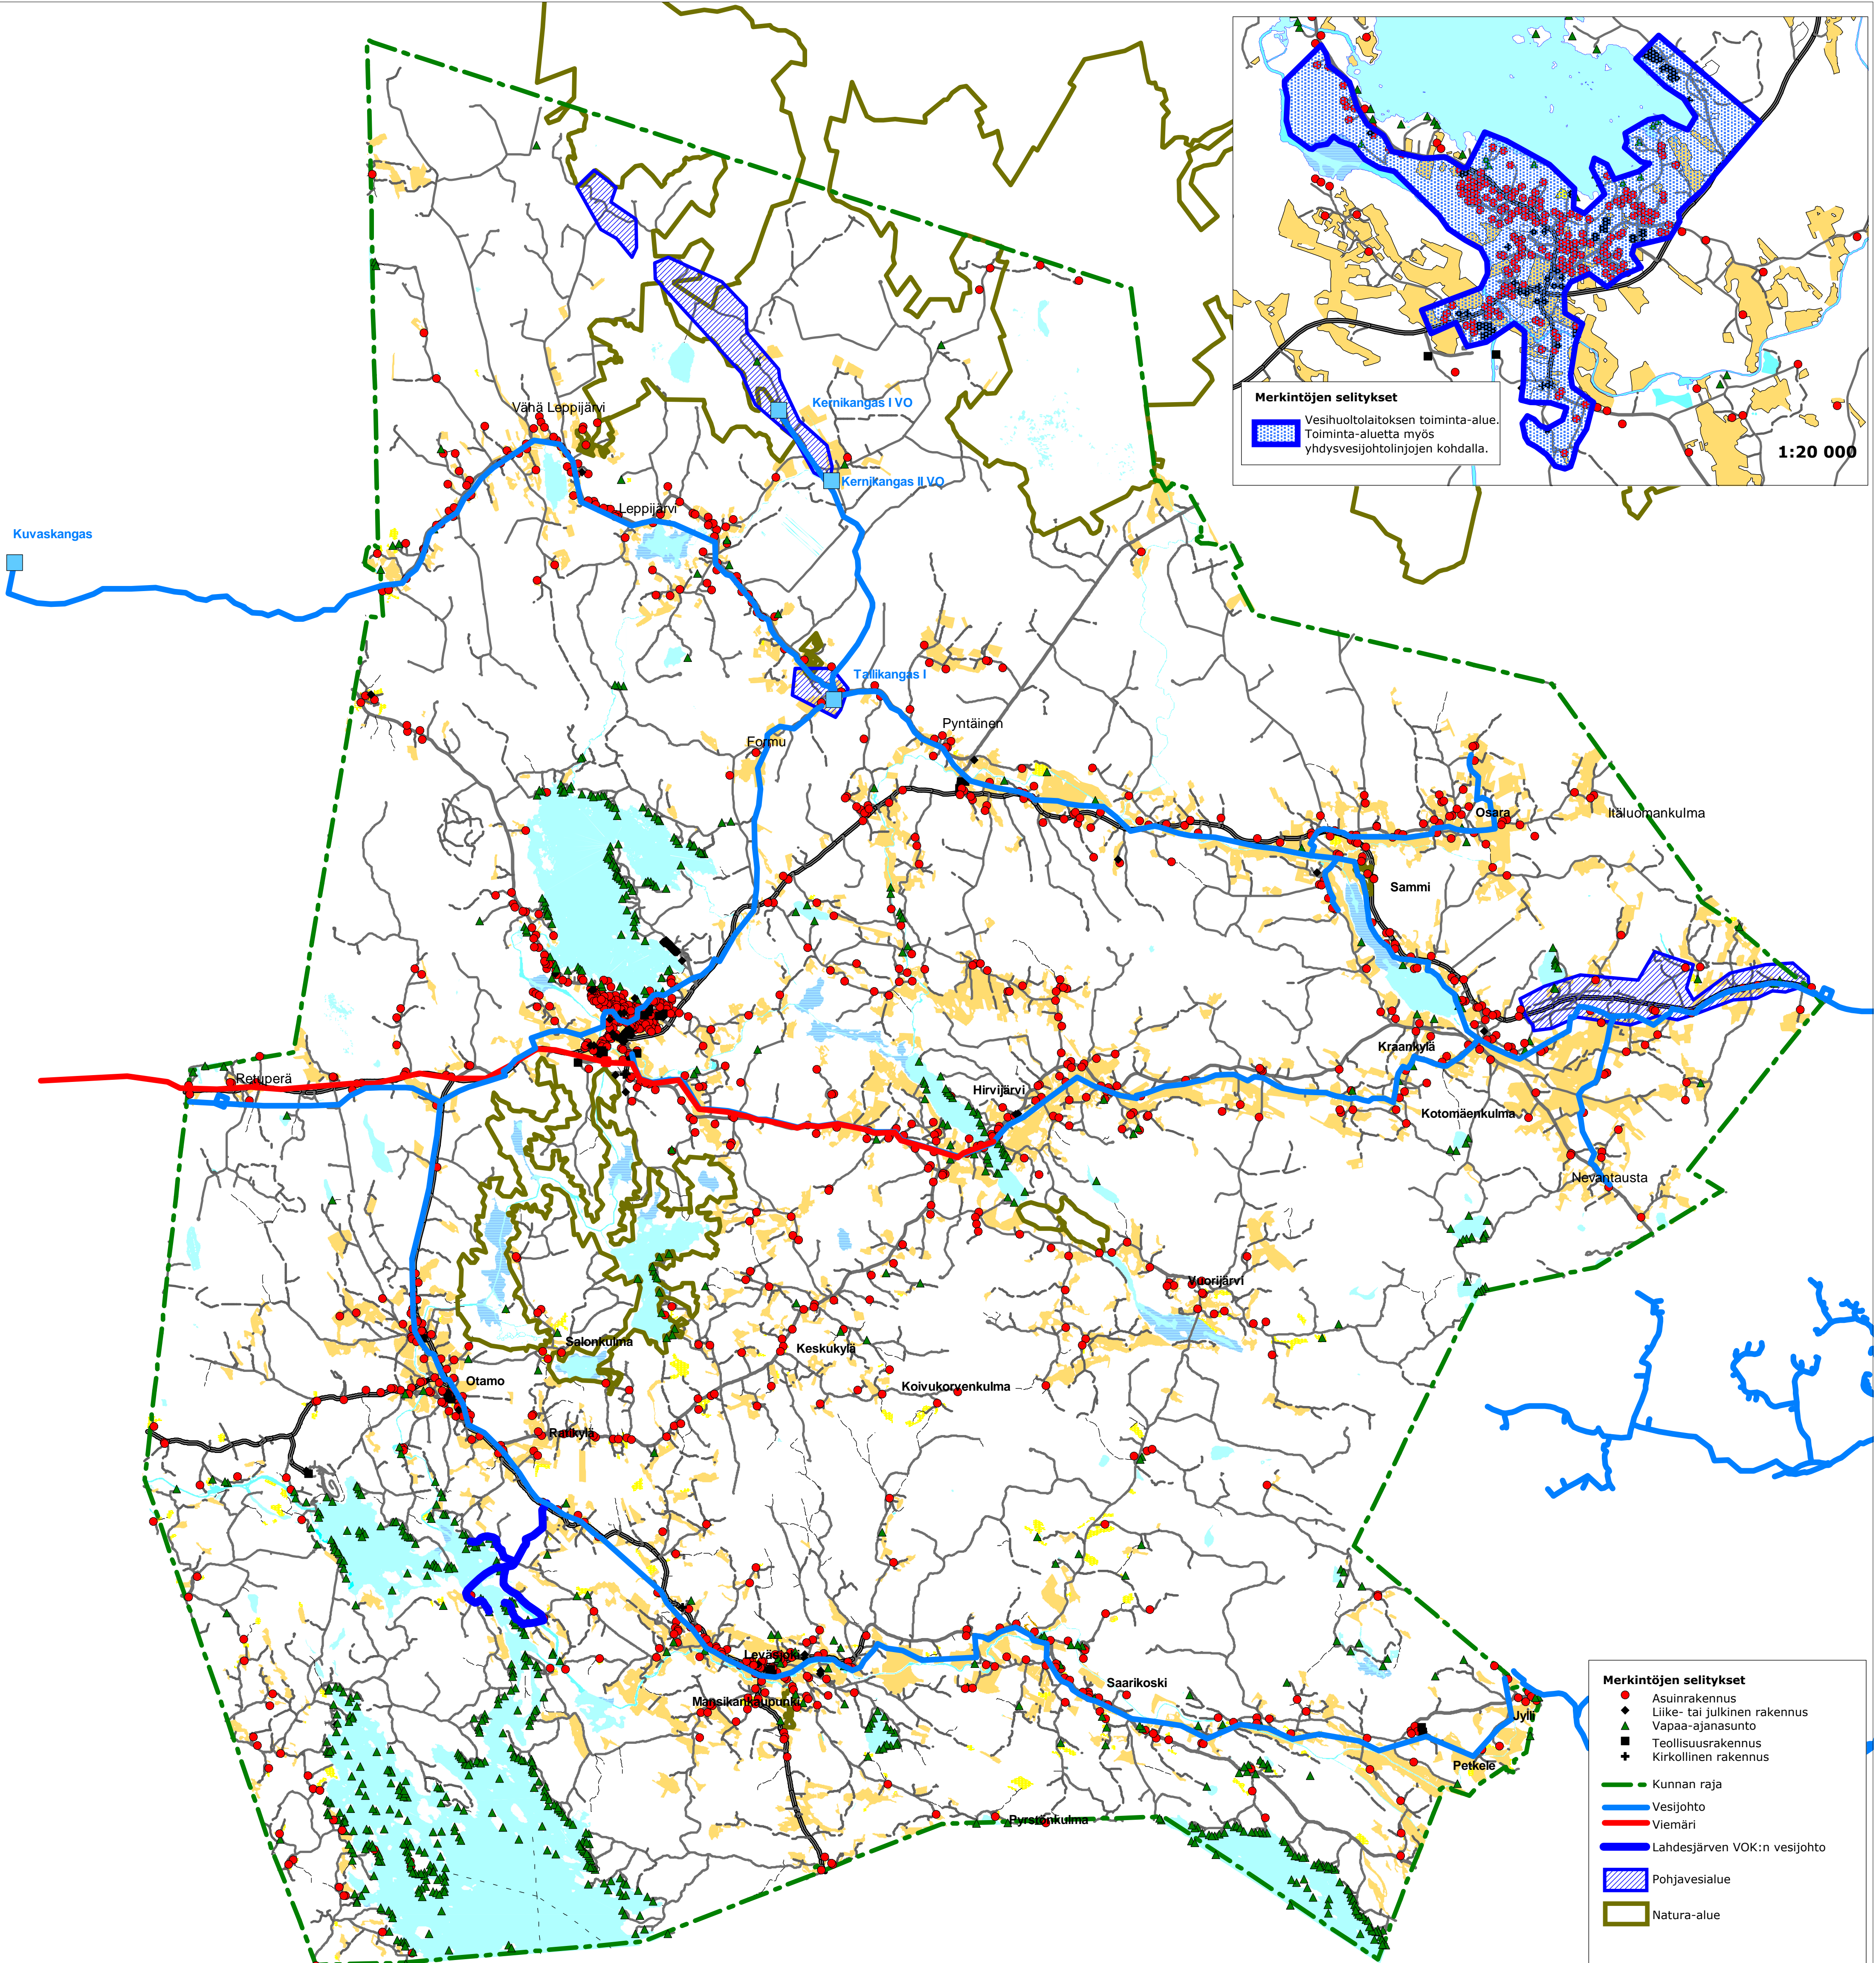 Merkintöjen selitykset
Vesihuoltolaitoksen toiminta-alue.
Toiminta-aluetta myös
yhdysvesijohtolinjojen kohdalla.
1:20 000
Kernikangas I VO
Vähä Leppijärvi
Kernikangas II VO
Leppijärvi
Kuvaskangas
Tallikangas I
Pyntäinen
Formu
Osara
Itäluomankulma
Sammi
Kraankylä
Retuperä
Hirvijärvi
Kotomäenkulma
Nevantausta
Vuorijärvi
Salonkulma
Keskukylä
Otamo
Koivukorvenkulma
Leväsjoki
Saarikoski
Mansikankaupunki
Jylli
Petkele
Pyrstönkulma
Merkintöjen selitykset
Asuinrakennus
Liike- tai julkinen rakennus
Vapaa-ajanasunto
Teollisuusrakennus
Kirkollinen rakennus
Kunnan raja
Vesijohto
Viemäri
Lahdesjärven VOK:n vesijohto
Pohjavesialue
Natura-alue